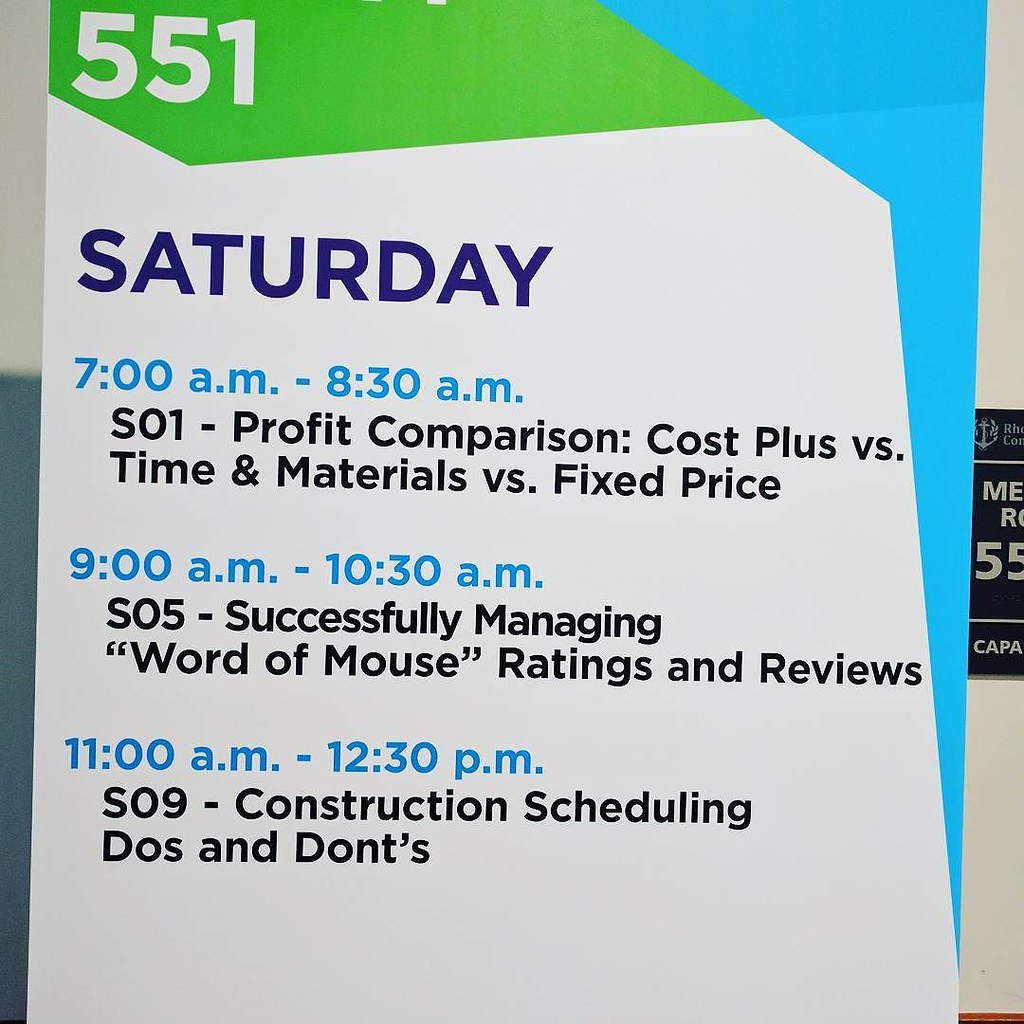 551
SATURDAY
7:00 a.m. - 8:30 a.m.
S01 - Profit Comparison: Cost Plus vs.
Time & Materials vs. Fixed Price
9:00 a.m. - 10:30 a.m.
S05 - Successfully Managing
“Word of Mouse” Ratings and Reviews
11:00 a.m. - 12:30 p.m.
S09 - Construction Scheduling
Dos and Dont’s